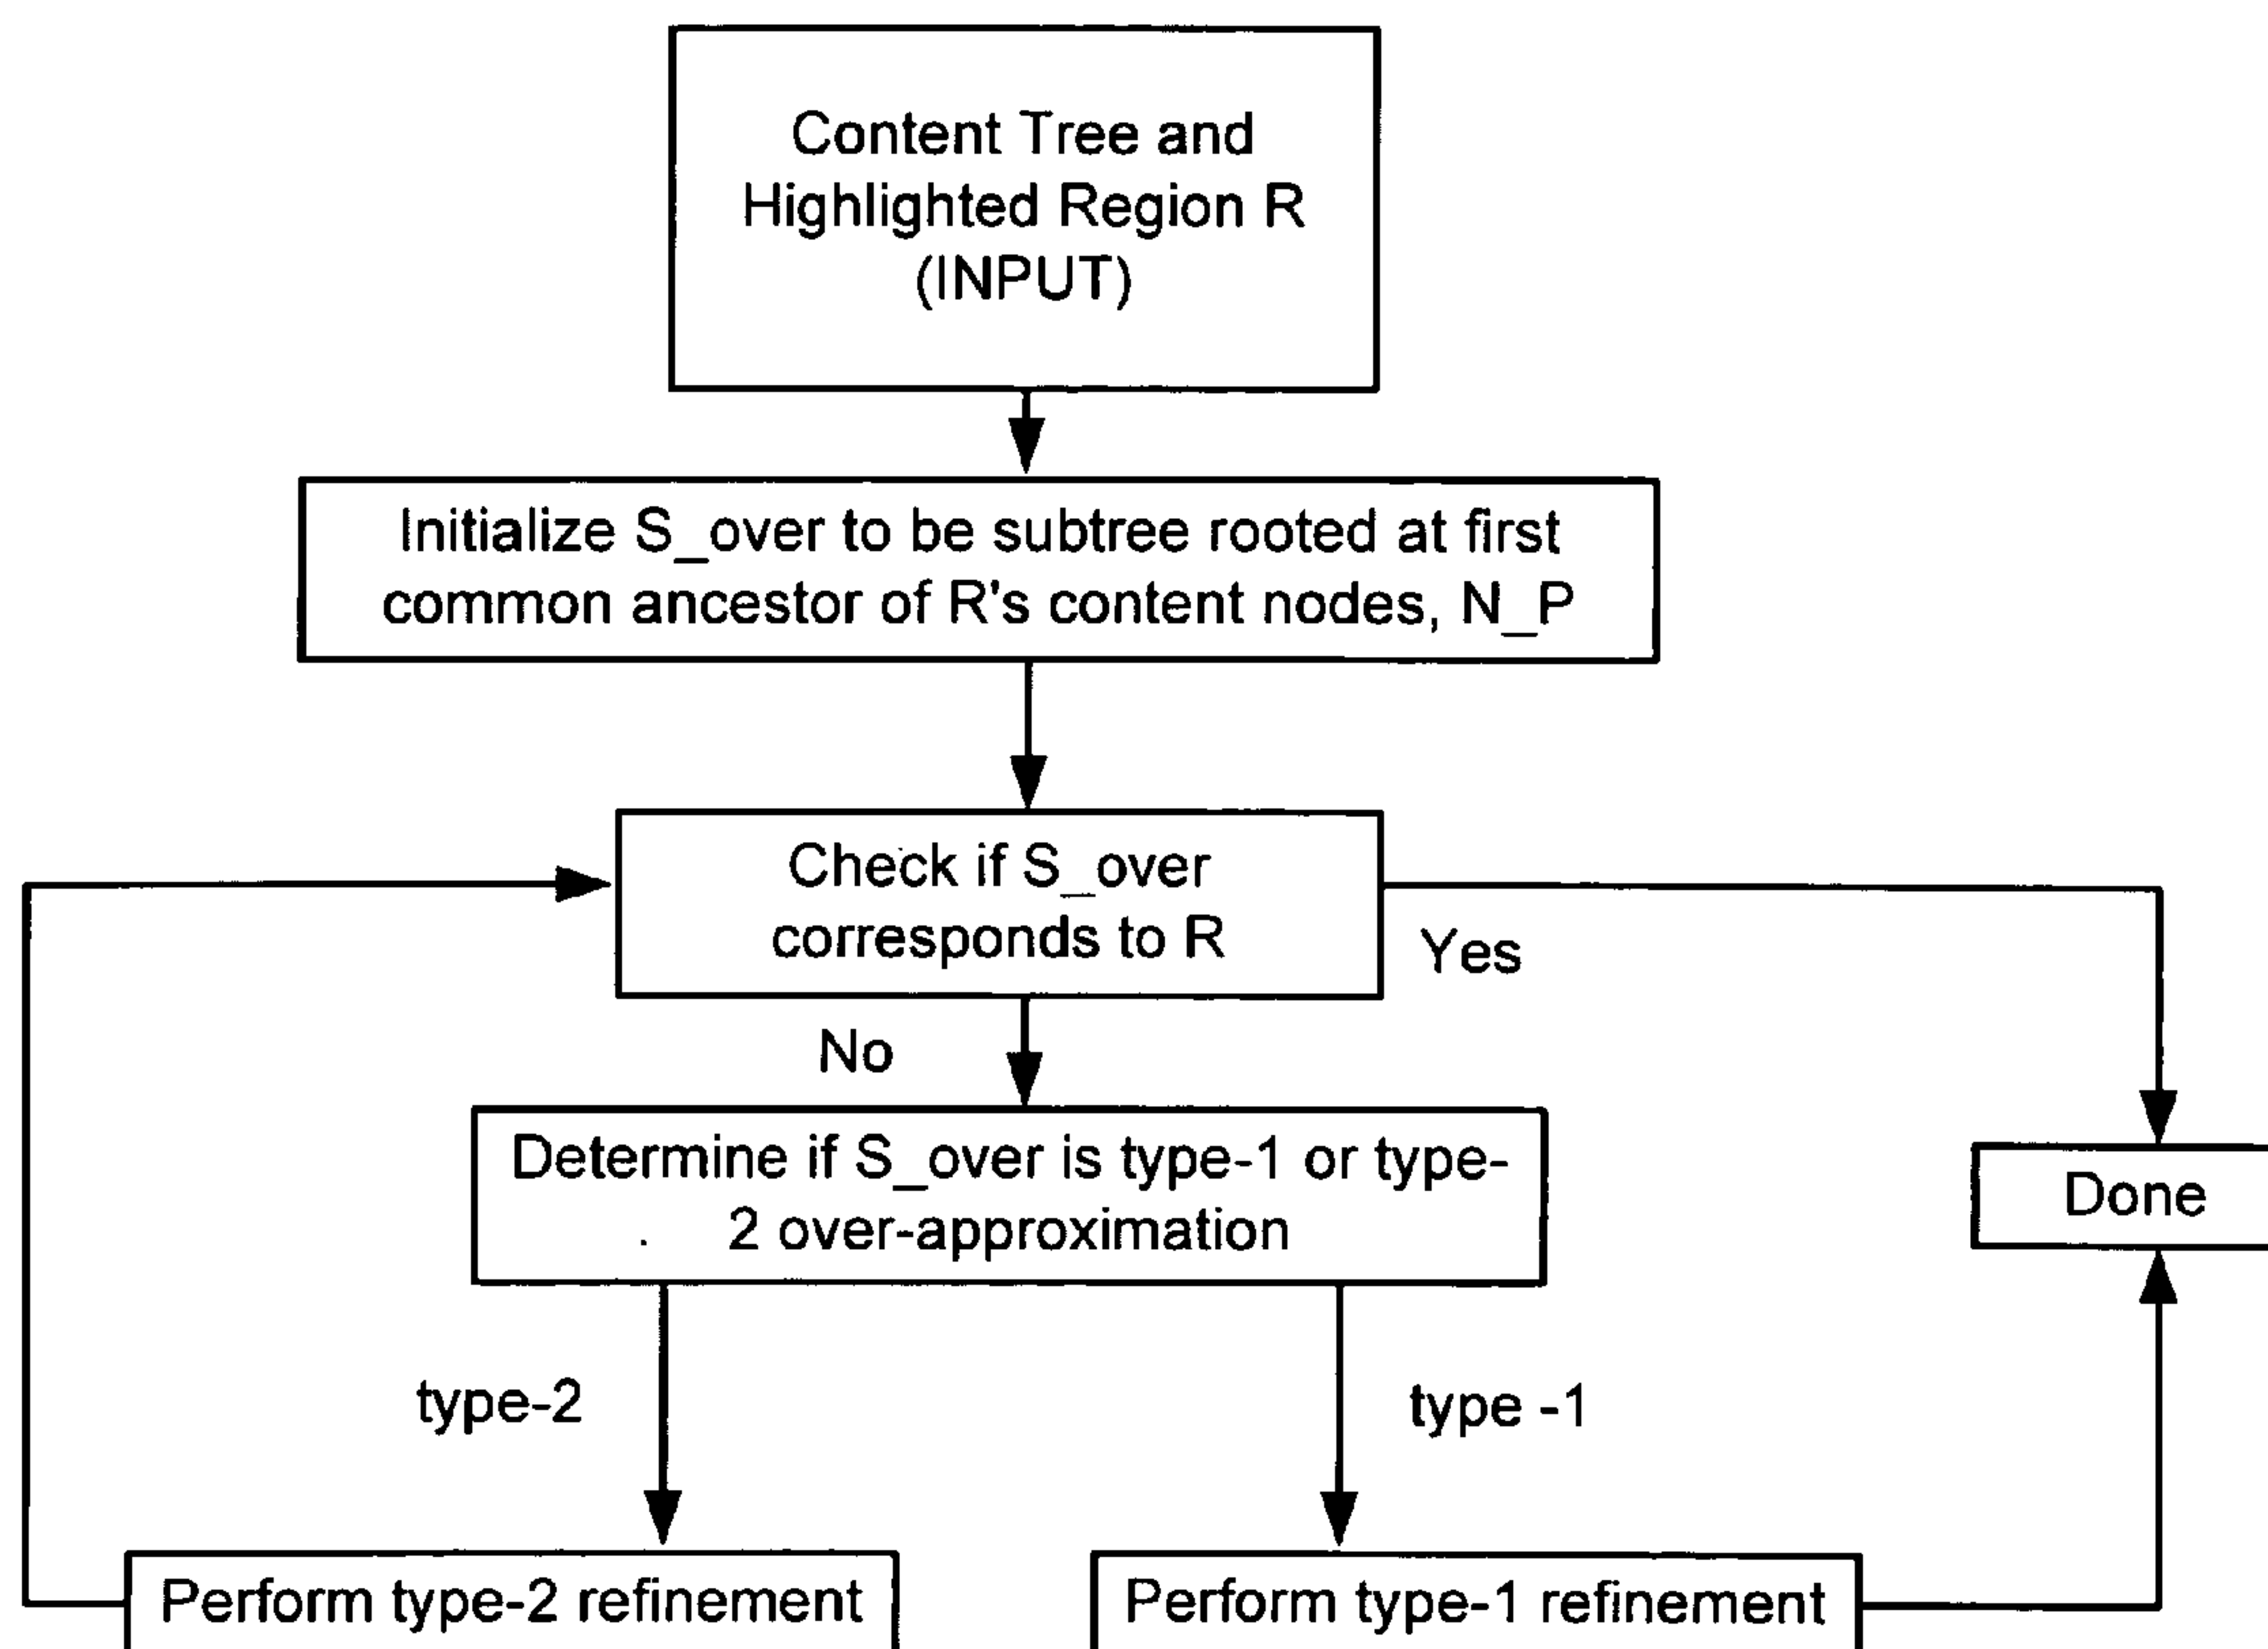 Content Tree and
Highlighted Region R
(INPUT)
Initialize S_over to be subtree rooted at first
common ancestor of R's content nodes, N_P
Check if S_over
corresponds to R
Yes
No
Determine if S_over is type-1 or type-
2 over-approximation
Done
type-2
type -1
Perform type-2 refinement
Perform type-1 refinement